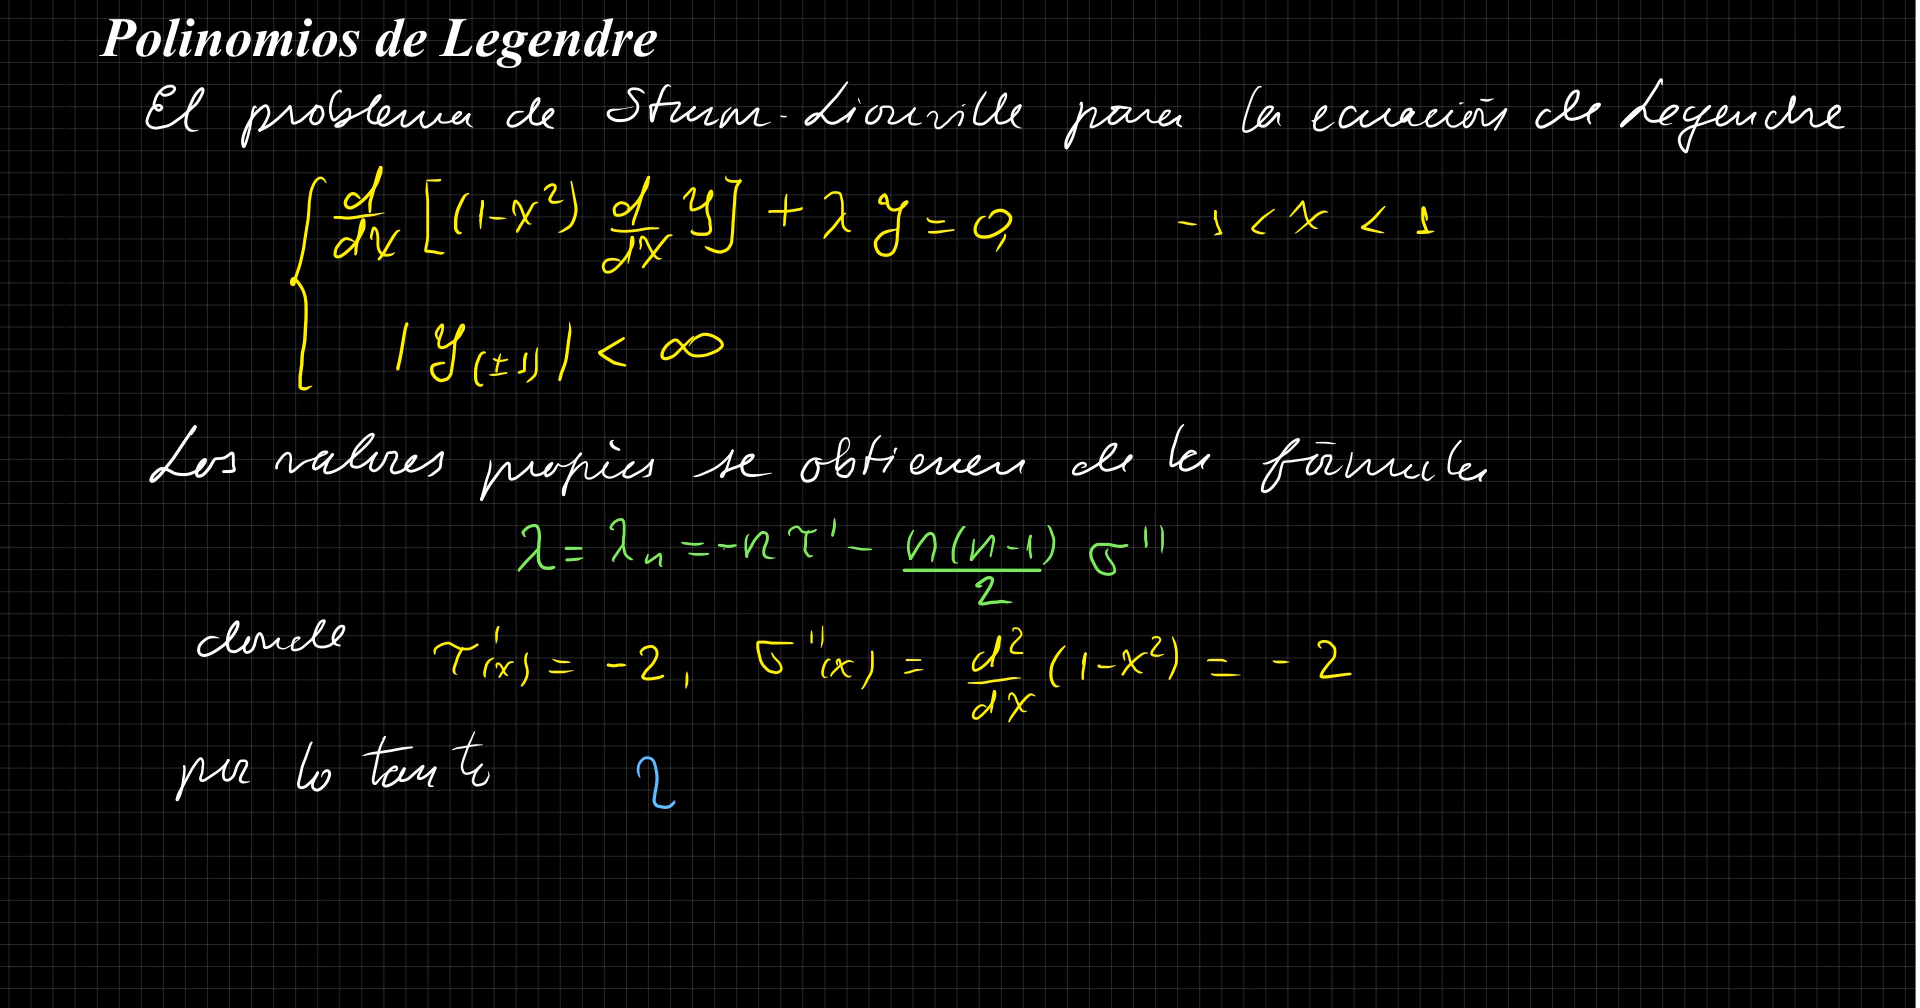 Polinomios de Legendre
El problema de Sturm-Liouville para la ecuación de Legendre
d/dx [(1-x²) d/dx y] + λ y = 0, -1 < x < 1
|y(±1)| < ∞
Los valores propios se obtienen de la fórmula
λ = λn = -n τ' - n(n-1)/2 σ''
donde τ'(x) = -2, σ''(x) = d²/dx (1-x²) = -2
por lo tanto